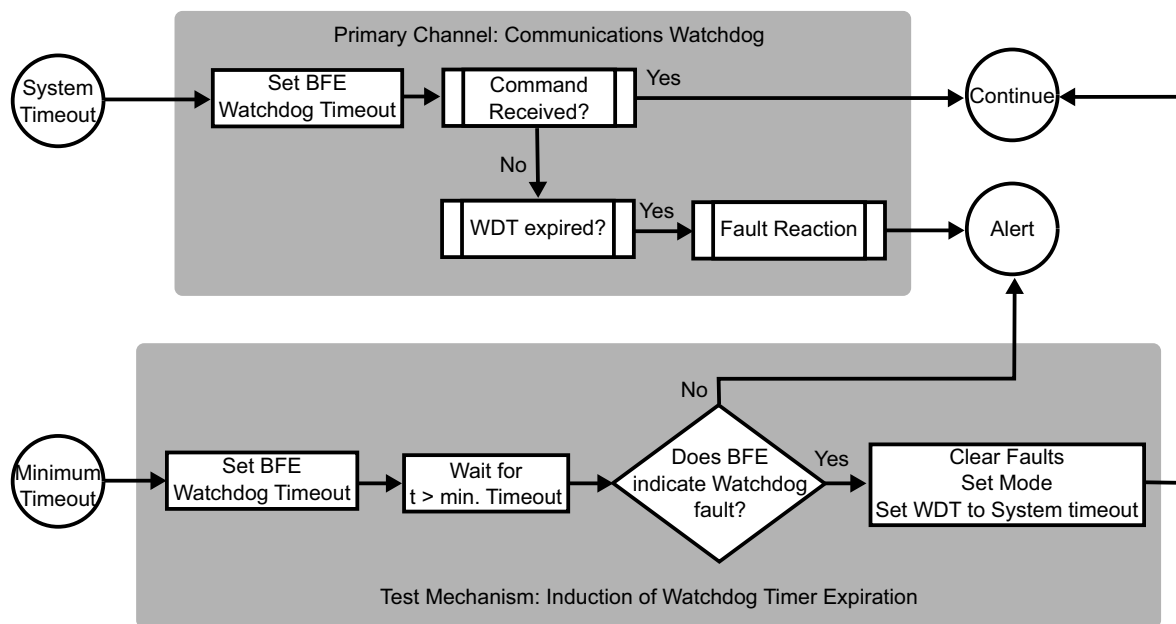 Primary Channel: Communications Watchdog
System
Timeout
Set BFE
Watchdog Timeout
Command
Received?
Yes
Continue
No
WDT expired?
Yes
Fault Reaction
Alert
Minimum
Timeout
Set BFE
Watchdog Timeout
Wait for
t > min. Timeout
No
Does BFE
indicate Watchdog
fault?
Yes
Clear Faults
Set Mode
Set WDT to System timeout
Test Mechanism: Induction of Watchdog Timer Expiration